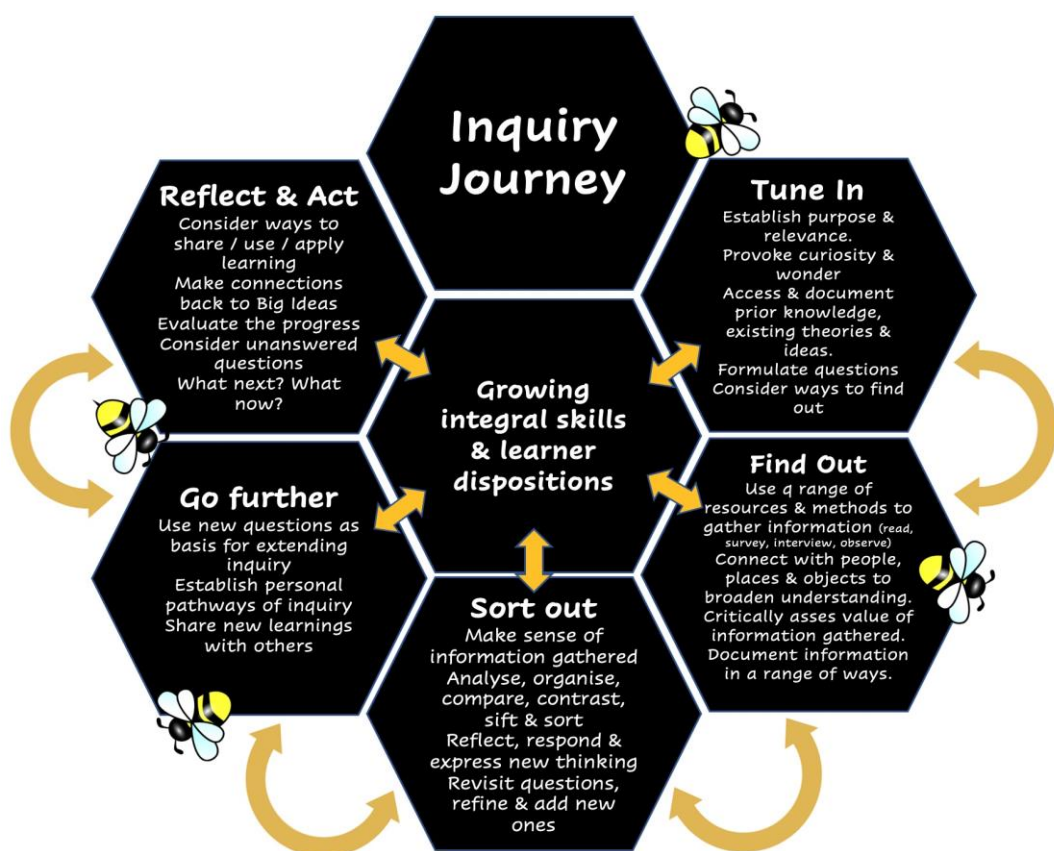 Inquiry
Journey
Tune In
Establish purpose &
relevance.
Provoke curiosity &
wonder
Access & document
prior knowledge,
existing theories &
ideas.
Formulate questions
Consider ways to find
out
Find Out
Use q range of
resources & methods to
gather information (read,
survey, interview, observe)
Connect with people,
places & objects to
broaden understanding.
Critically asses value of
information gathered.
Document information
in a range of ways.
Sort out
Make sense of
information gathered
Analyse, organise,
compare, contrast,
sift & sort
Reflect, respond &
express new thinking
Revisit questions,
refine & add new
ones
Go further
Use new questions as
basis for extending
inquiry
Establish personal
pathways of inquiry
Share new learnings
with others
Reflect & Act
Consider ways to
share / use / apply
learning
Make connections
back to Big Ideas
Evaluate the progress
Consider unanswered
questions
What next? What
now?
Growing
integral skills
& learner
dispositions